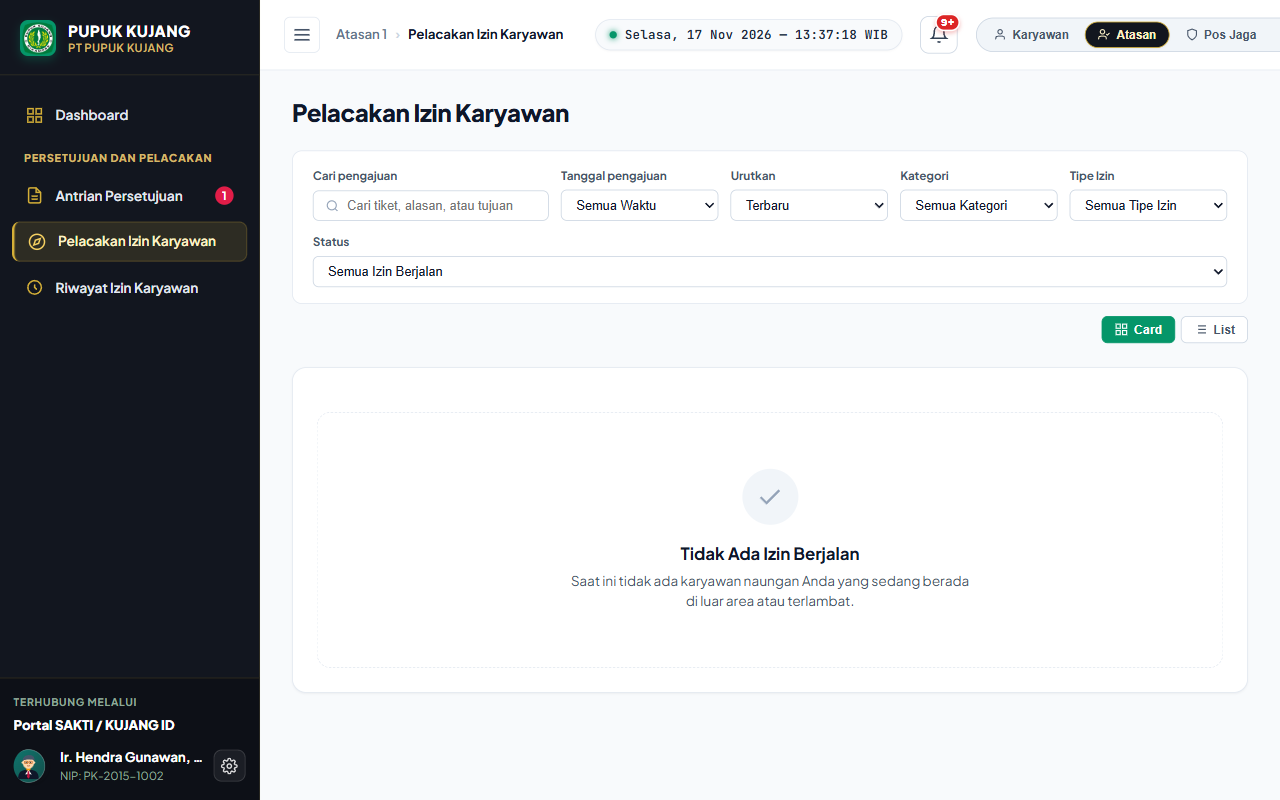 PUPUK KUJANG
PT PUPUK KUJANG
Dashboard
PERSETUJUAN DAN PELACAKAN
Antrian Persetujuan 1
Pelacakan Izin Karyawan
Riwayat Izin Karyawan
TERHUBUNG MELALUI
Portal SAKTI / KUJANG ID
Ir. Hendra Gunawan, ...
NIP: PK-2015-1002
Atasan 1 › Pelacakan Izin Karyawan
Selasa, 17 Nov 2026 — 13:37:18 WIB
9+
Karyawan
Atasan
Pos Jaga
Pelacakan Izin Karyawan
Cari pengajuan
Cari tiket, alasan, atau tujuan
Tanggal pengajuan
Semua Waktu
Urutkan
Terbaru
Kategori
Semua Kategori
Tipe Izin
Semua Tipe Izin
Status
Semua Izin Berjalan
Card
List
Tidak Ada Izin Berjalan
Saat ini tidak ada karyawan naungan Anda yang sedang berada
di luar area atau terlambat.